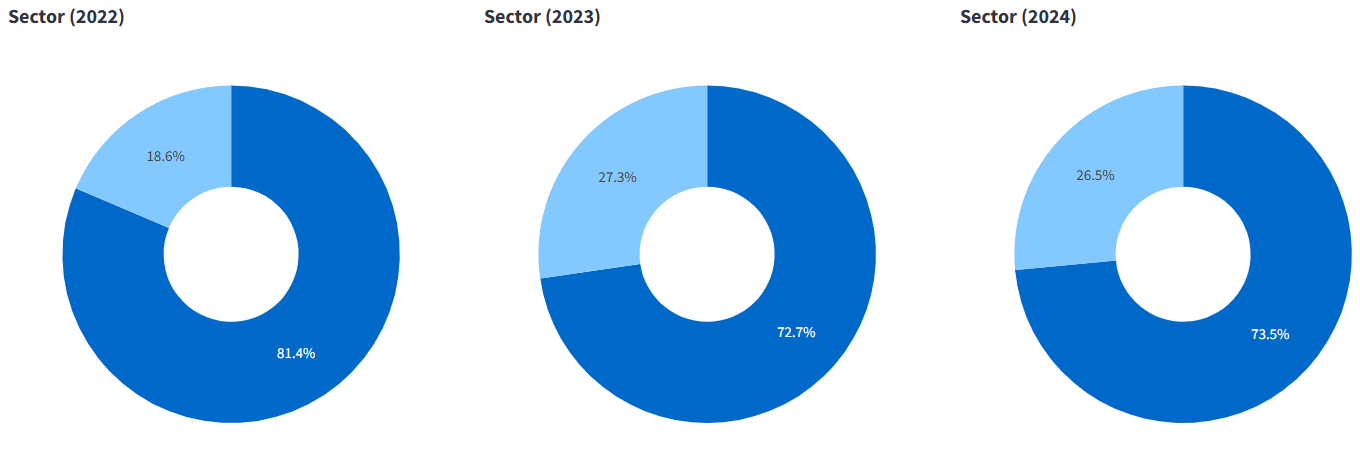 Sector (2022)
18.6%
81.4%
Sector (2023)
27.3%
72.7%
Sector (2024)
26.5%
73.5%